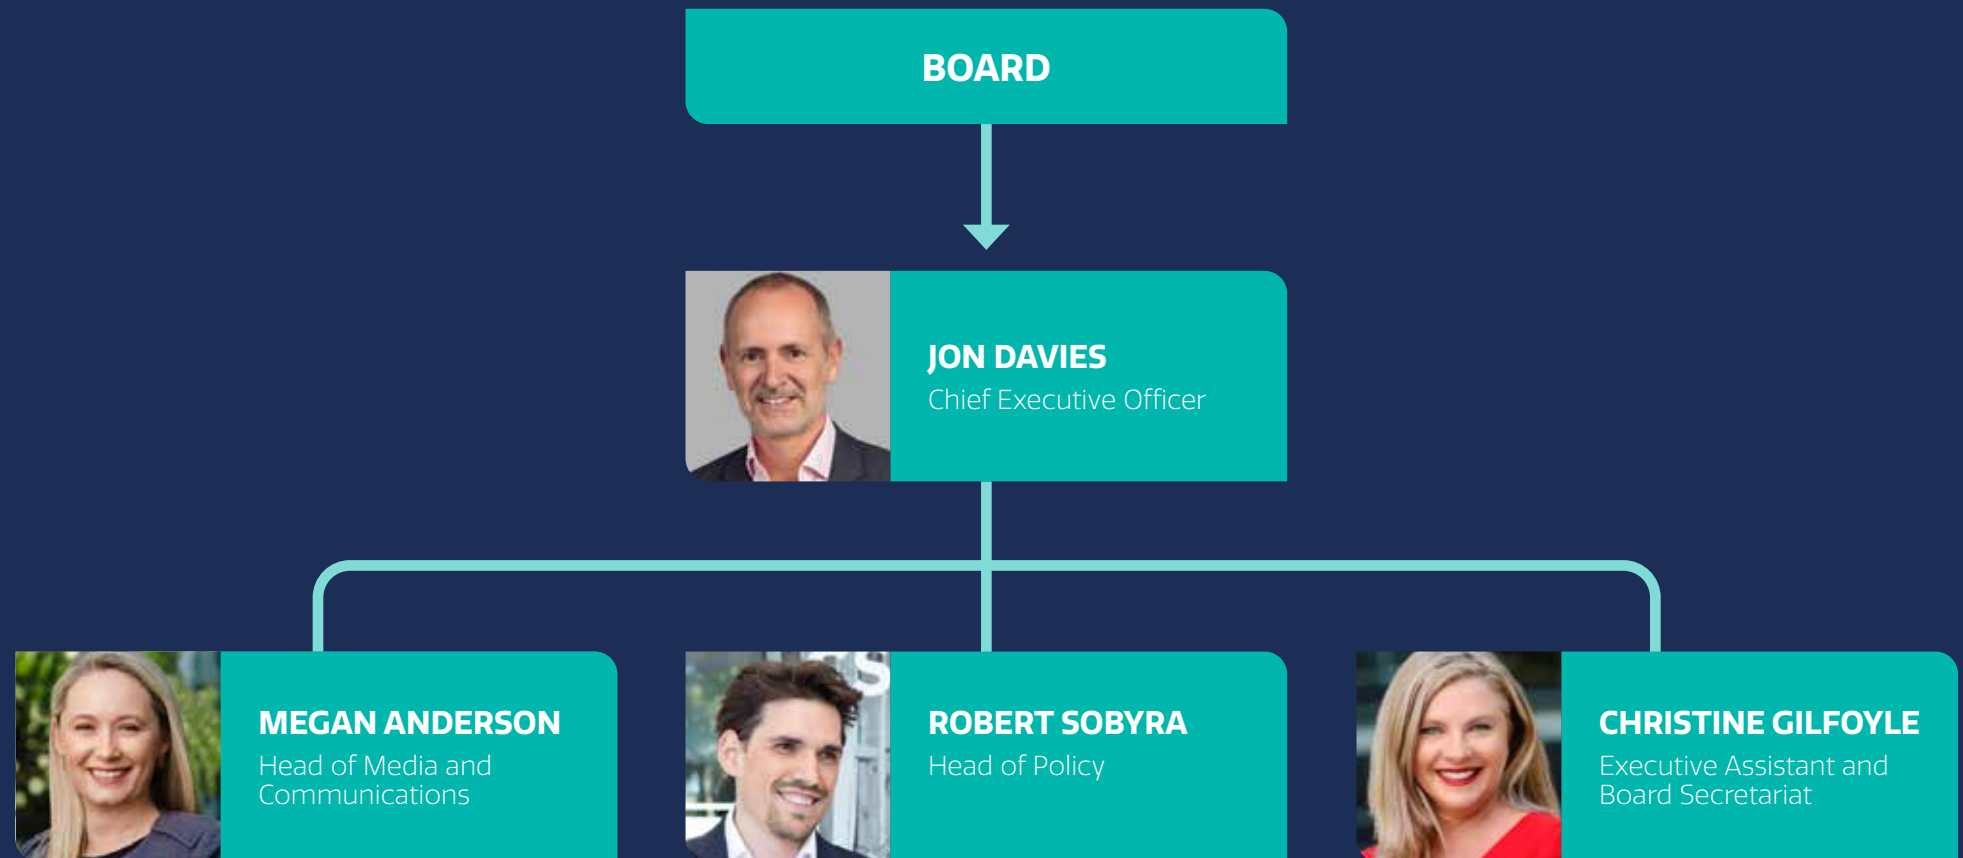 BOARD
JON DAVIES
Chief Executive Officer
MEGAN ANDERSON
Head of Media and
Communications
ROBERT SOBYRA
Head of Policy
CHRISTINE GILFOYLE
Executive Assistant and
Board Secretariat